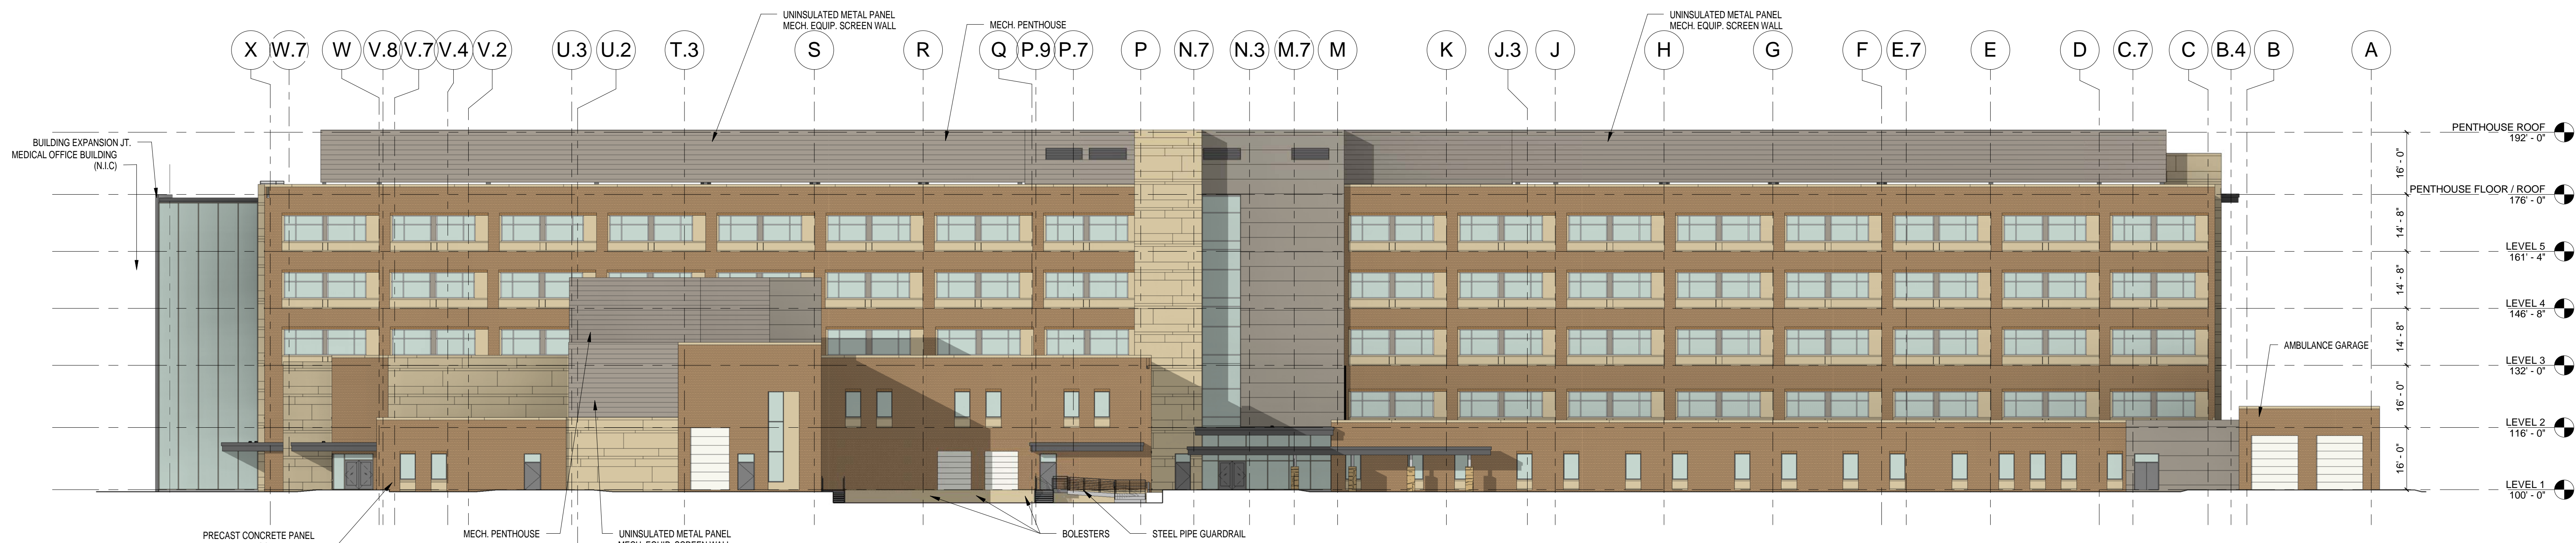 UNINSULATED METAL PANEL
MECH. EQUIP. SCREEN WALL
MECH. PENTHOUSE
UNINSULATED METAL PANEL
MECH. EQUIP. SCREEN WALL
X W.7 W V.8 V.7 V.4 V.2 U.3 U.2 T.3 S R Q P.9 P.7 P N.7 N.3 M.7 M K J.3 J H G F E.7 E D C.7 C B.4 B A
BUILDING EXPANSION JT.
MEDICAL OFFICE BUILDING
(N.I.C)
PENTHOUSE ROOF
192' - 0"
16' - 0"
PENTHOUSE FLOOR / ROOF
176' - 0"
14' - 8"
LEVEL 5
161' - 4"
14' - 8"
LEVEL 4
146' - 8"
14' - 8"
AMBULANCE GARAGE
LEVEL 3
132' - 0"
16' - 0"
LEVEL 2
116' - 0"
16' - 0"
LEVEL 1
100' - 0"
PRECAST CONCRETE PANEL
MECH. PENTHOUSE
UNINSULATED METAL PANEL
MECH. EQUIP. SCREEN WALL
BOLESTERS
STEEL PIPE GUARDRAIL